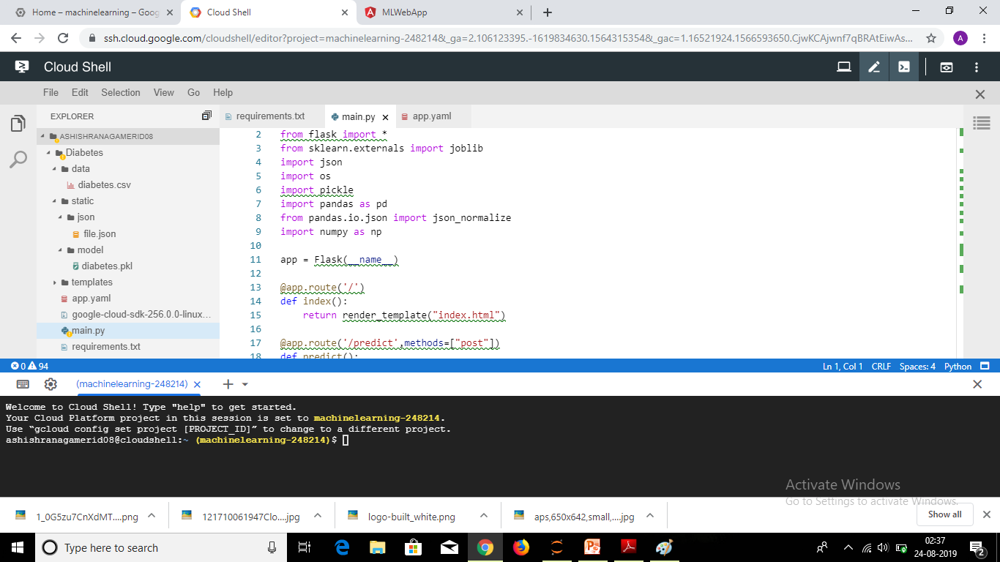 Home – machinelearning – Goog
Cloud Shell
MLWebApp
ssh.cloud.google.com/cloudshell/editor?project=machinelearning-248214&_ga=2.106123395.-1619834630.1564315354&_gac=1.16521924.1566593650.CjwKCAjwnf7qBRAtEiwAs...
A
Cloud Shell
File Edit Selection View Go Help
EXPLORER
ASHISHRANAGAMERID08
Diabetes
data
diabetes.csv
static
json
file.json
model
diabetes.pkl
templates
app.yaml
google-cloud-sdk-256.0.0-linux...
main.py
requirements.txt
requirements.txt main.py app.yaml
2 from flask import *
3 from sklearn.externals import joblib
4 import json
5 import os
6 import pickle
7 import pandas as pd
8 from pandas.io.json import json_normalize
9 import numpy as np
10
11 app = Flask(__name__)
12
13 @app.route('/')
14 def index():
15 return render_template("index.html")
16
17 @app.route('/predict',methods=["post"])
18 def predict():
0 94
Ln 1, Col 1 CRLF Spaces: 4 Python
(machinelearning-248214)
Welcome to Cloud Shell! Type "help" to get started.
Your Cloud Platform project in this session is set to machinelearning-248214.
Use “gcloud config set project [PROJECT_ID]” to change to a different project.
ashishranagamerid08@cloudshell:~ (machinelearning-248214)$
Activate Windows
Go to Settings to activate Windows.
1_0G5zu7CnXdMT....png
121710061947Clo....jpg
logo-built_white.png
aps,650x642,small,....jpg
Show all
Type here to search
02:37
24-08-2019
2